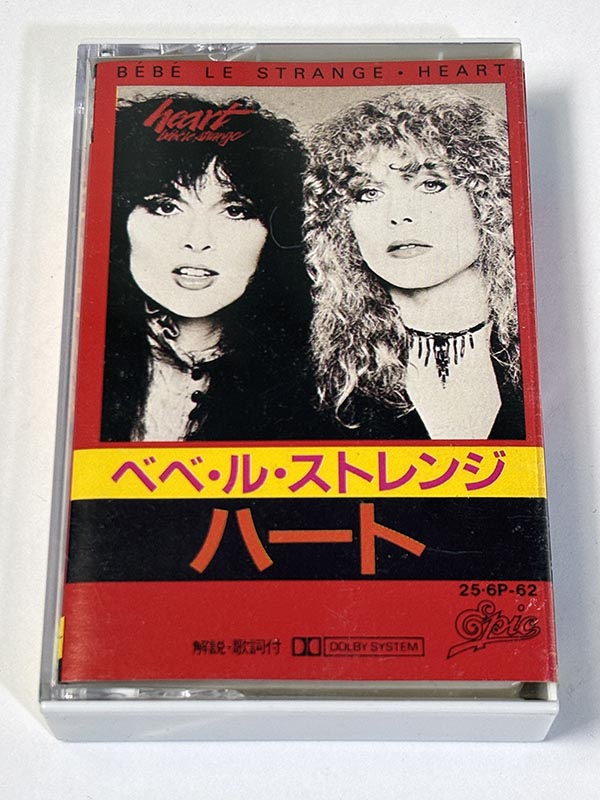 BÉBÉ LE STRANGE・HEART
heart
bébé le strange
ベベ・ル・ストレンジ
ハート
25・6P-62
Epic
解説・歌詞付 DOLBY SYSTEM